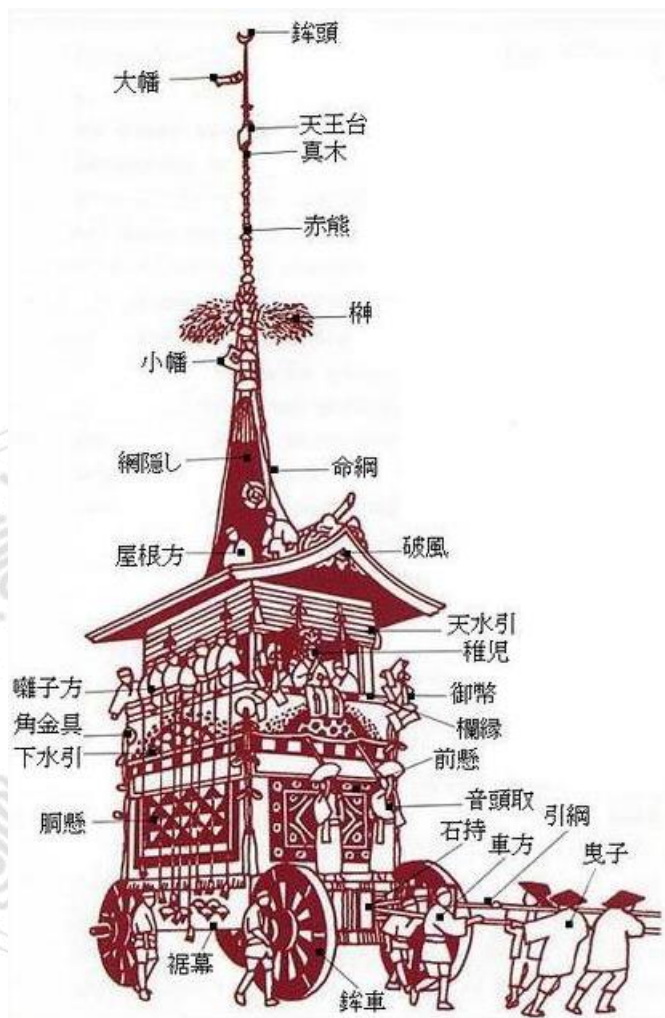 鉾頭
大幡
天王台
真木
赤熊
榊
小幡
網隠し
命綱
屋根方
破風
天水引
稚児
囃子方
御幣
角金具
欄縁
下水引
前懸
音頭取
胴懸
石持
車方
引綱
曳子
裾幕
鉾車